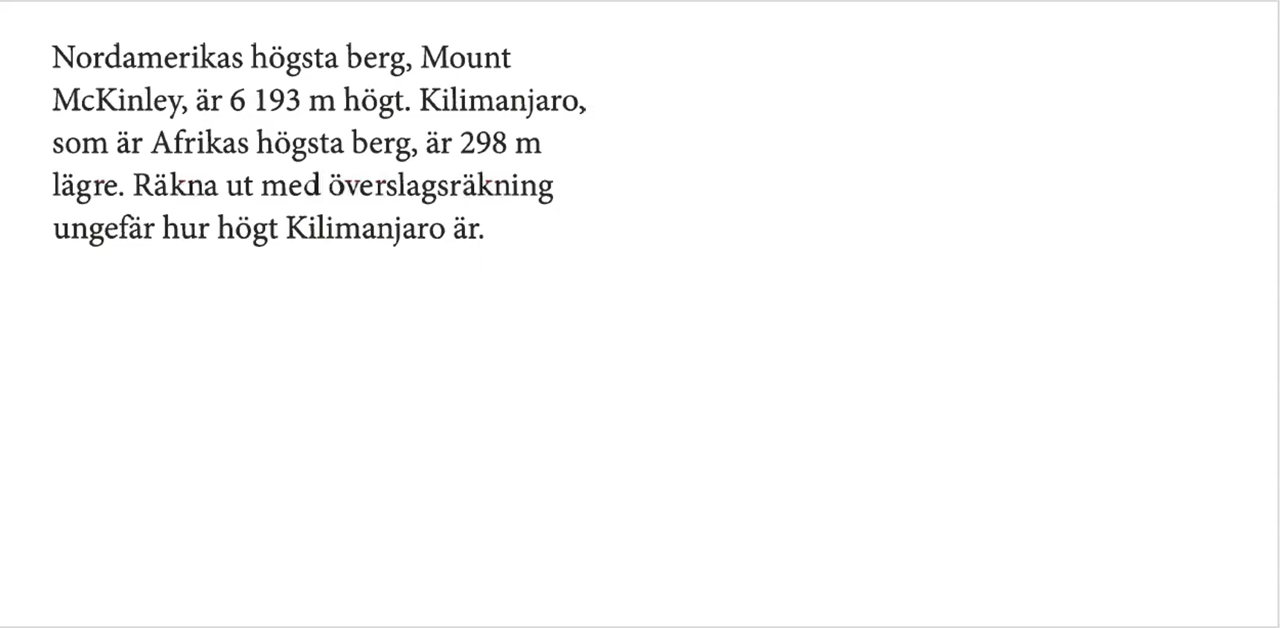 Nordamerikas högsta berg, Mount
McKinley, är 6 193 m högt. Kilimanjaro,
som är Afrikas högsta berg, är 298 m
lägre. Räkna ut med överslagsräkning
ungefär hur högt Kilimanjaro är.